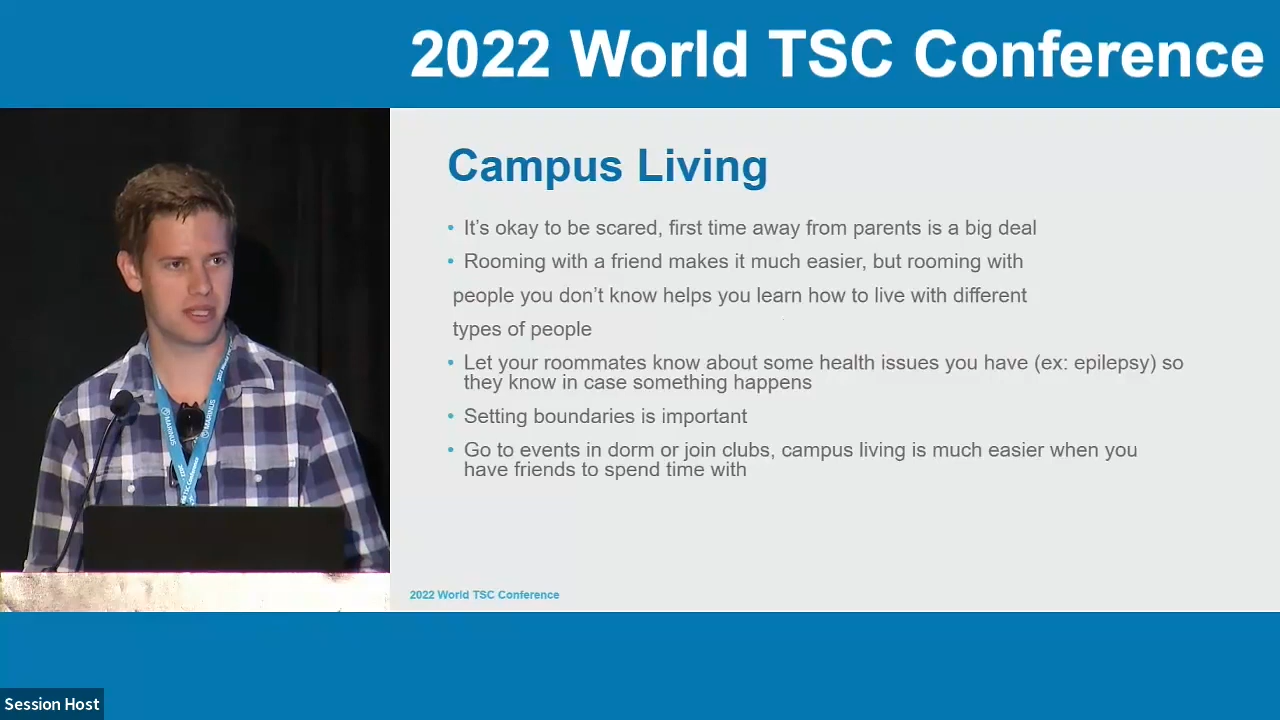 2022 World TSC Conference
Campus Living
• It's okay to be scared, first time away from parents is a big deal
• Rooming with a friend makes it much easier, but rooming with
people you don't know helps you learn how to live with different
types of people
• Let your roommates know about some health issues you have (ex: epilepsy) so
they know in case something happens
• Setting boundaries is important
• Go to events in dorm or join clubs, campus living is much easier when you
have friends to spend time with
2022 World TSC Conference
MARINUS
MARINUS
Session Host